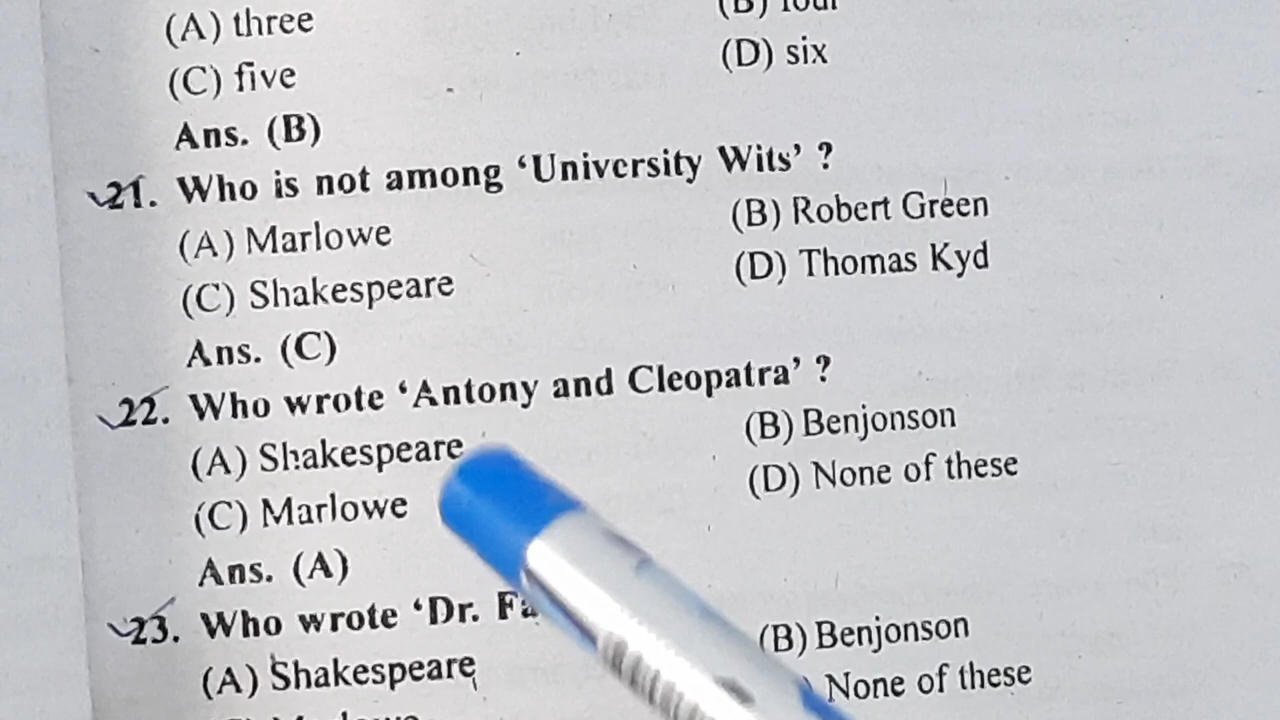 (A) three
(B) four
(C) five
(D) six
Ans. (B)
21. Who is not among ‘University Wits’ ?
(A) Marlowe
(B) Robert Green
(C) Shakespeare
(D) Thomas Kyd
Ans. (C)
22. Who wrote ‘Antony and Cleopatra’ ?
(A) Shakespeare
(B) Benjonson
(C) Marlowe
(D) None of these
Ans. (A)
23. Who wrote ‘Dr.
(A) Shakespeare
(B) Benjonson
None of these